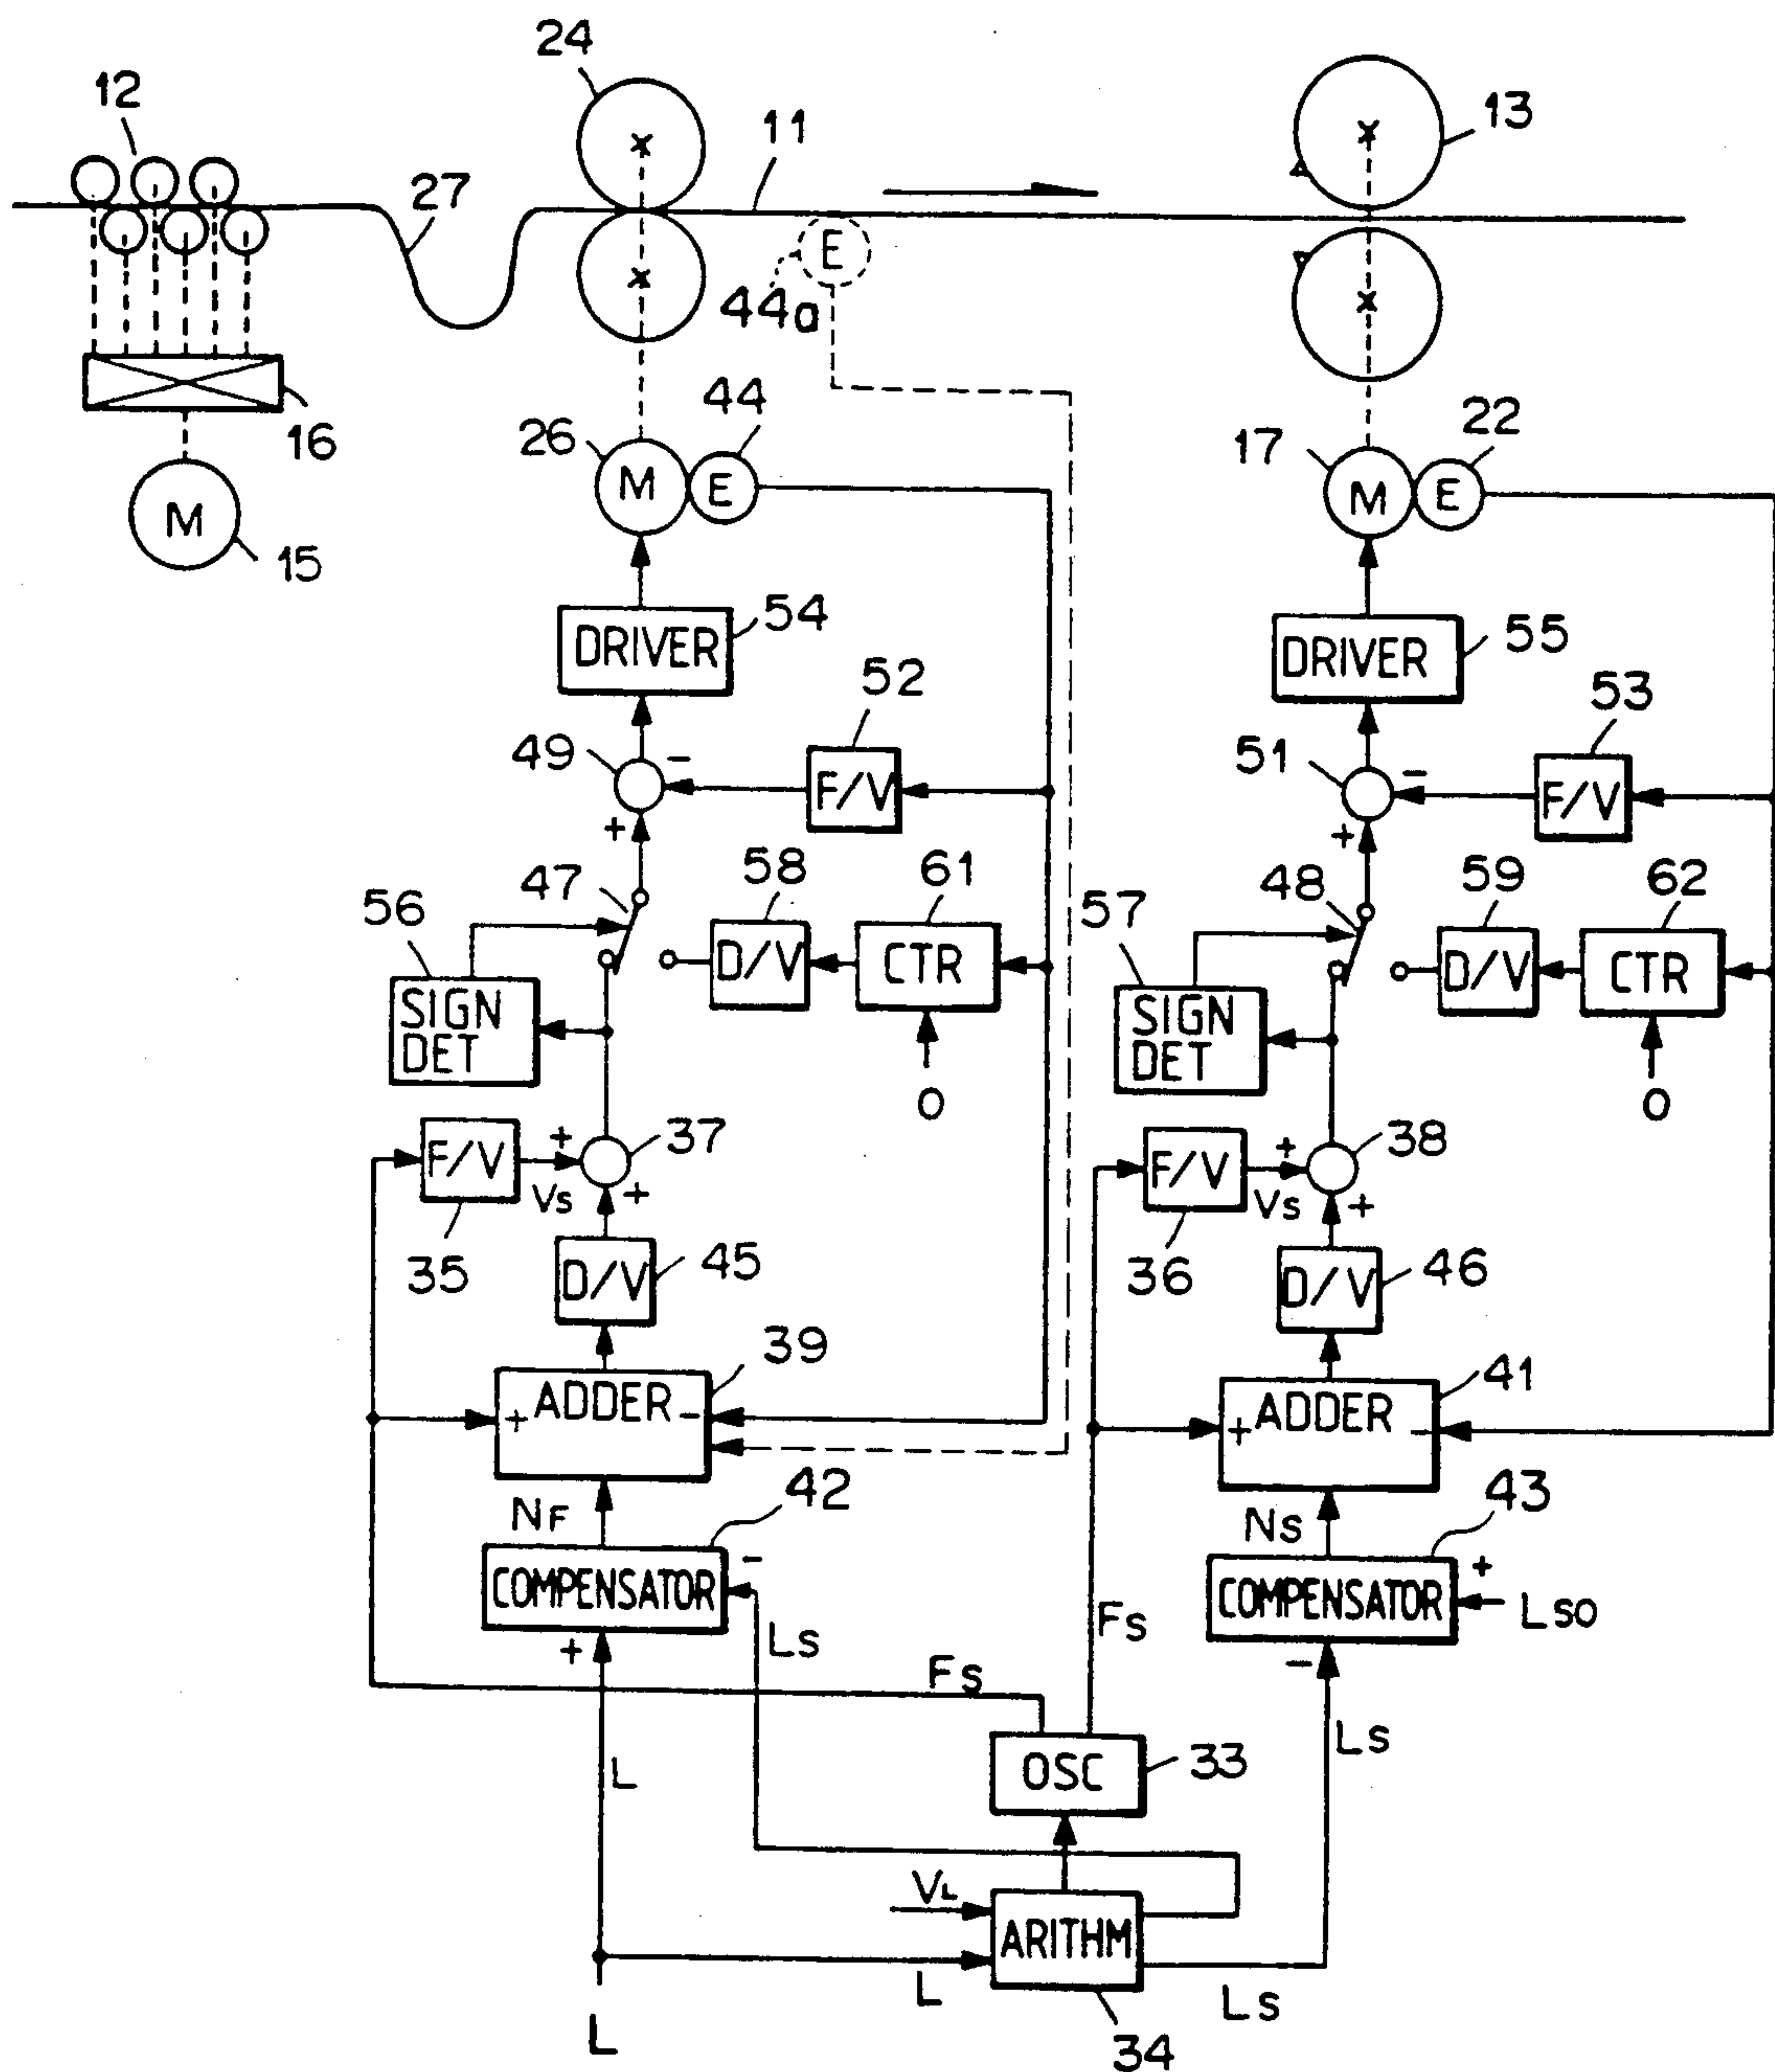 24
12
11
13
27
E
44a
16
44
22
26
17
M
E
M
E
M
15
54
55
DRIVER
DRIVER
52
53
49
-
51
-
F/V
F/V
+
+
47
58
61
48
59
62
56
57
D/V
CTR
D/V
CTR
SIGN
DET
SIGN
DET
O
O
F/V
+
37
F/V
+
38
Vs
+
Vs
+
35
45
36
46
D/V
D/V
39
41
+ ADDER -
+ ADDER -
NF
42
Ns
43
-
+
COMPENSATOR
COMPENSATOR
LSO
+
Ls
Fs
-
Fs
Ls
L
OSC
33
VL
ARITHM
L
Ls
L
34